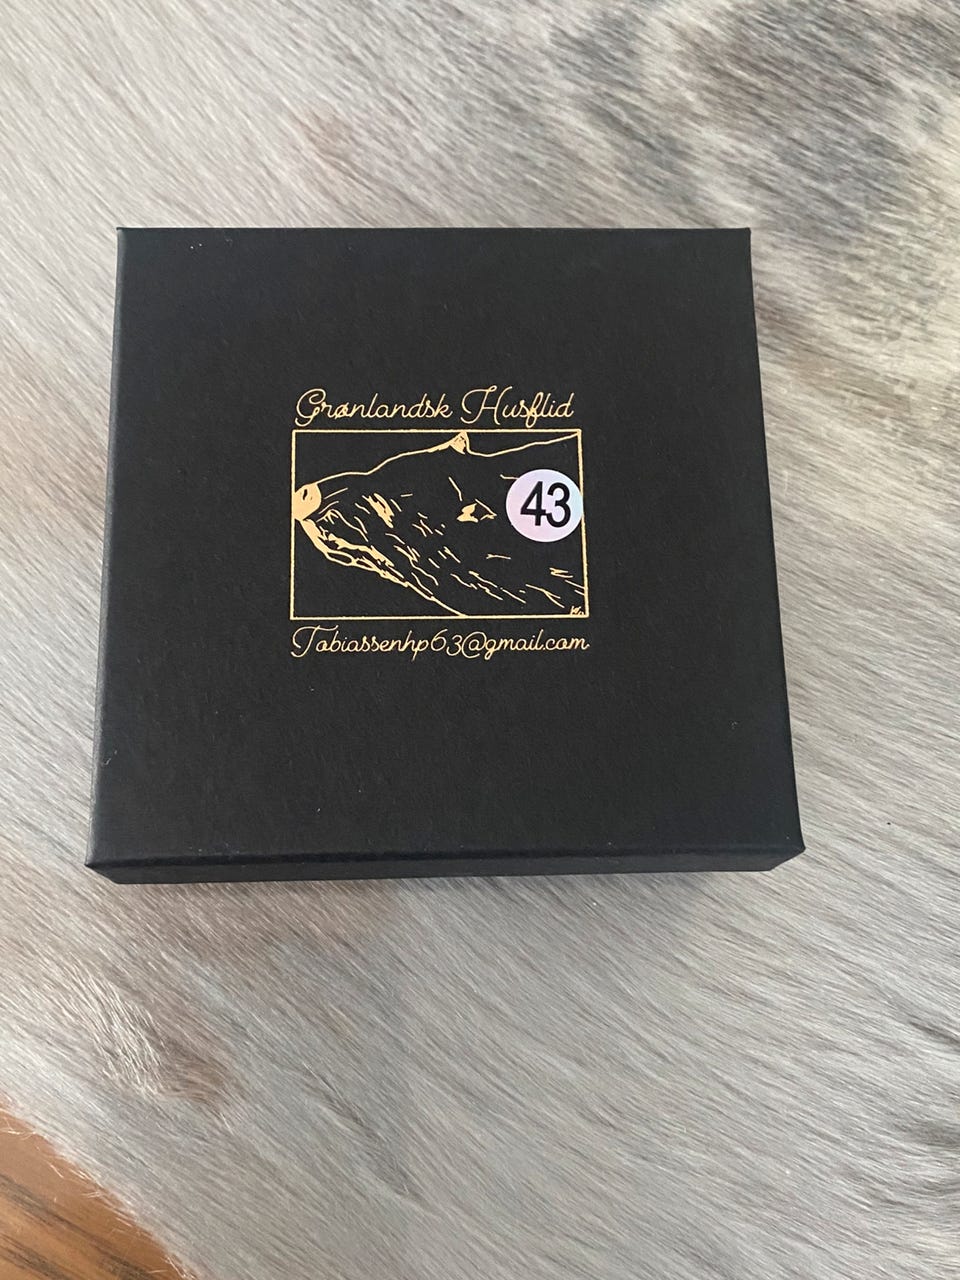 Grønlandsk Husflid
43
Tobiassenhp63@gmail.com